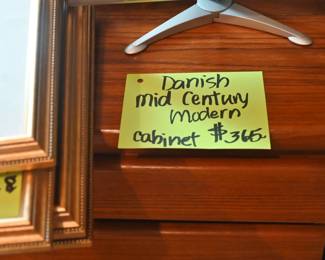 Danish
mid Century
Modern
cabinet $365-